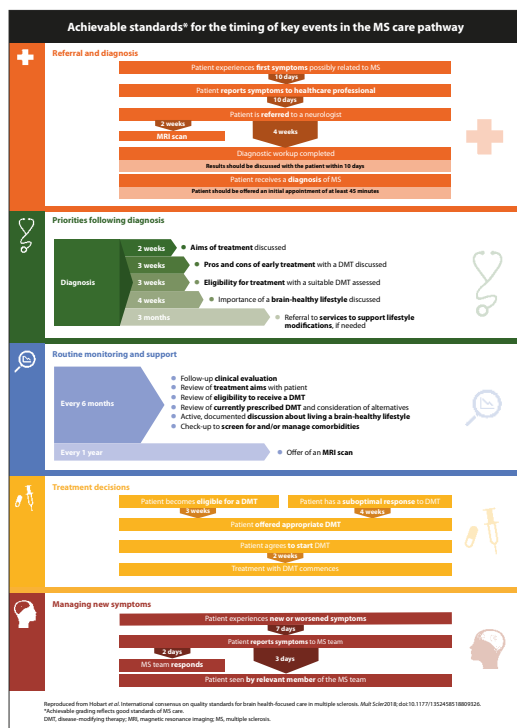 Achievable standards* for the timing of key events in the MS care pathway
Referral and diagnosis
Patient experiences first symptoms possibly related to MS
10 days
Patient reports symptoms to healthcare professional
10 days
Patient is referred to a neurologist
2 weeks
MRI scan
4 weeks
Diagnostic workup completed
Results should be discussed with the patient within 10 days
Patient receives a diagnosis of MS
Patient should be offered an initial appointment of at least 45 minutes
Priorities following diagnosis
Diagnosis
2 weeks
Aims of treatment discussed
3 weeks
Pros and cons of early treatment with a DMT discussed
3 weeks
Eligibility for treatment with a suitable DMT assessed
4 weeks
Importance of a brain-healthy lifestyle discussed
3 months
Referral to services to support lifestyle
modifications, if needed
Routine monitoring and support
Every 6 months
Follow-up clinical evaluation
Review of treatment aims with patient
Review of eligibility to receive a DMT
Review of currently prescribed DMT and consideration of alternatives
Active, documented discussion about living a brain-healthy lifestyle
Check-up to screen for and/or manage comorbidities
Every 1 year
Offer of an MRI scan
Treatment decisions
Patient becomes eligible for a DMT
3 weeks
Patient has a suboptimal response to DMT
4 weeks
Patient offered appropriate DMT
Patient agrees to start DMT
2 weeks
Treatment with DMT commences
Managing new symptoms
Patient experiences new or worsened symptoms
7 days
Patient reports symptoms to MS team
2 days
MS team responds
3 days
Patient seen by relevant member of the MS team
Reproduced from Hobart et al. International consensus on quality standards for brain health-focused care in multiple sclerosis. Mult Scler 2018; doi:10.1177/1352458518809326.
*Achievable grading reflects good standards of MS care.
DMT, disease-modifying therapy; MRI, magnetic resonance imaging; MS, multiple sclerosis.